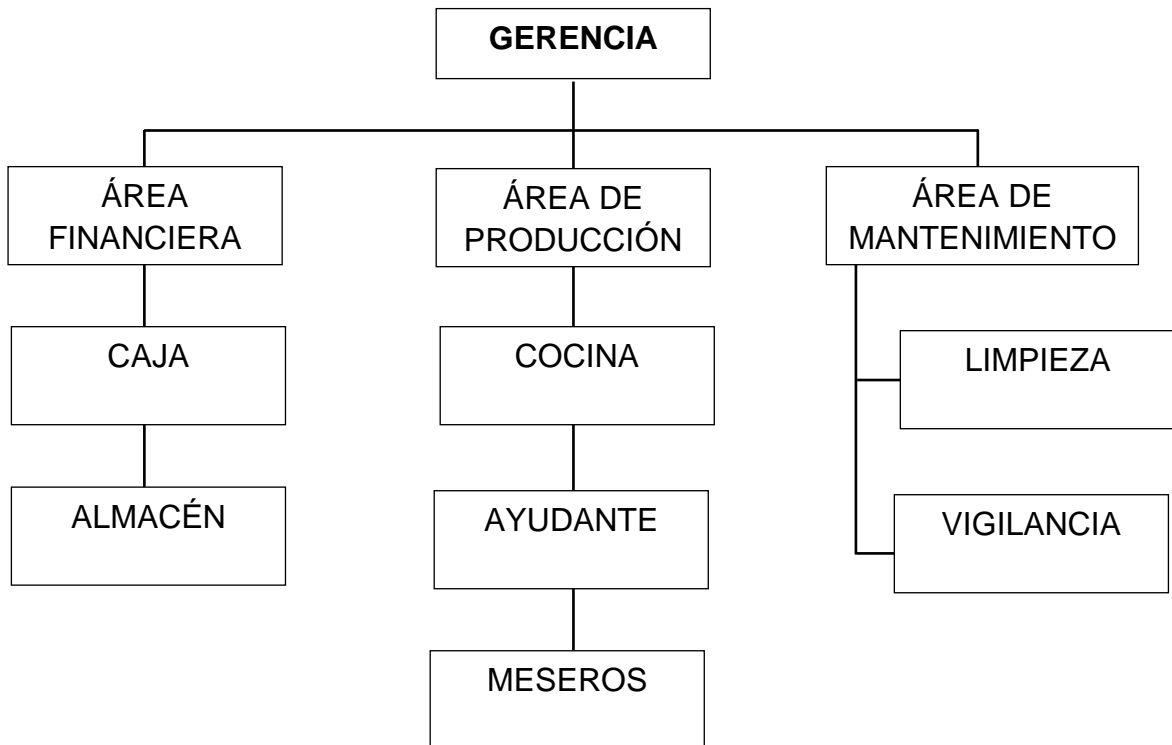 GERENCIA
ÁREA
FINANCIERA
ÁREA DE
PRODUCCIÓN
ÁREA DE
MANTENIMIENTO
CAJA
COCINA
LIMPIEZA
ALMACÉN
AYUDANTE
VIGILANCIA
MESEROS